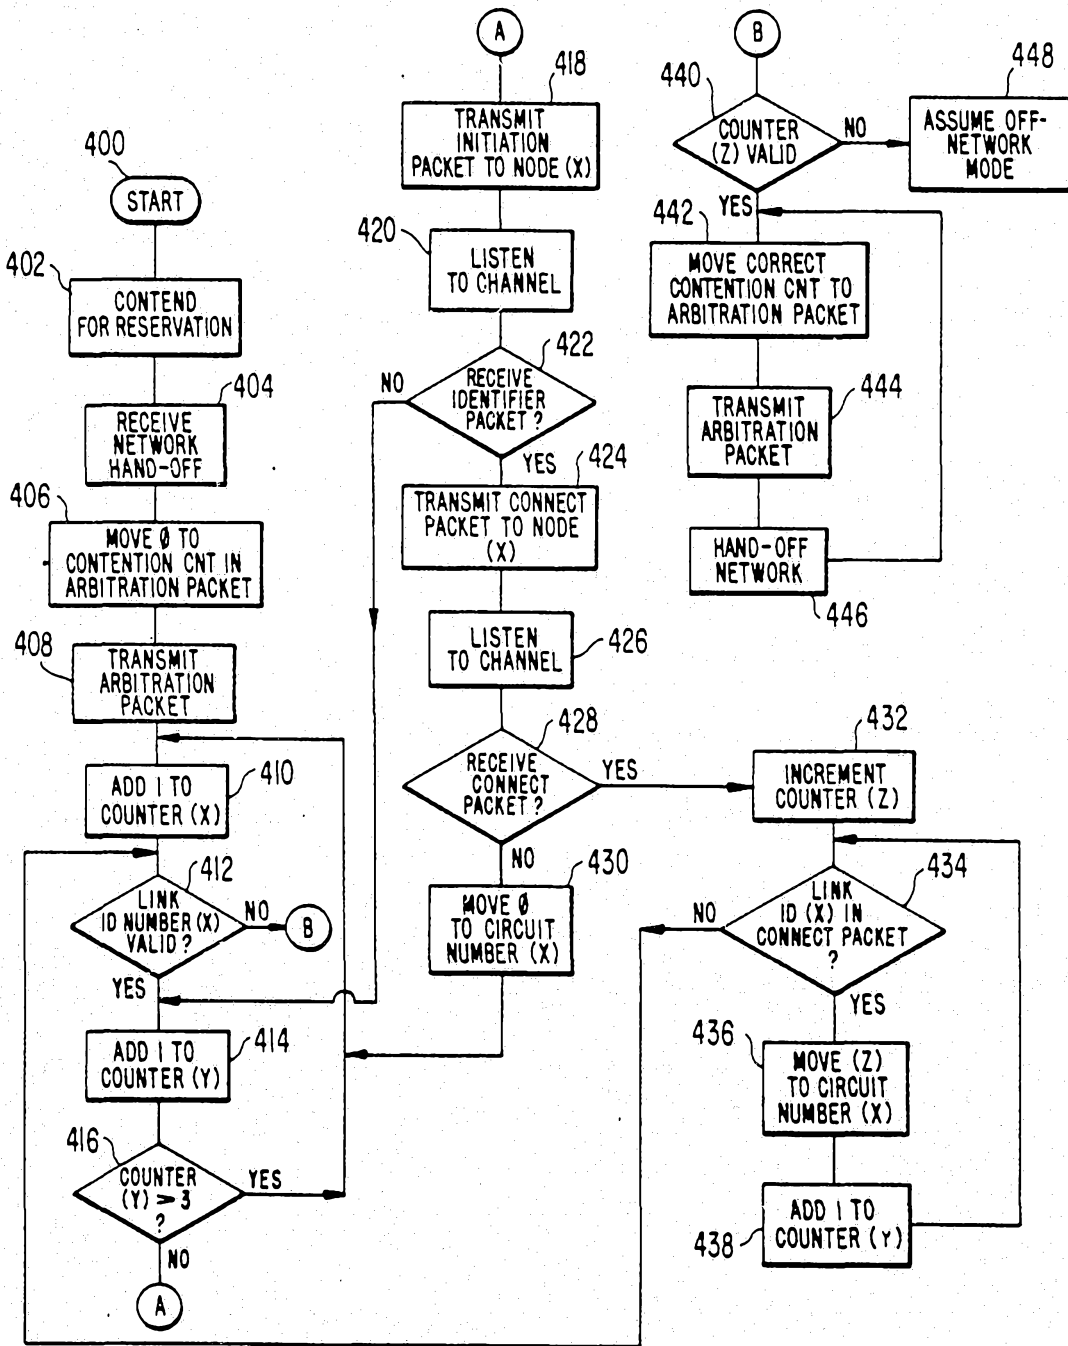 400
START
402
CONTEND
FOR RESERVATION
404
RECEIVE
NETWORK
HAND-OFF
406
MOVE Ø TO
CONTENTION CNT IN
ARBITRATION PACKET
408
TRANSMIT
ARBITRATION
PACKET
ADD 1 TO
COUNTER (X)
410
412
LINK
ID NUMBER (X)
VALID ?
NO
B
YES
ADD 1 TO
COUNTER (Y)
414
416
COUNTER
(Y) > 3
?
YES
NO
A
A
418
TRANSMIT
INITIATION
PACKET TO NODE (X)
420
LISTEN
TO CHANNEL
422
NO
RECEIVE
IDENTIFIER
PACKET ?
YES
424
TRANSMIT CONNECT
PACKET TO NODE
(X)
LISTEN
TO CHANNEL
426
428
RECEIVE
CONNECT
PACKET ?
YES
NO
430
MOVE Ø
TO CIRCUIT
NUMBER (X)
432
INCREMENT
COUNTER (Z)
434
NO
LINK
ID (X) IN
CONNECT PACKET
?
YES
436
MOVE (Z)
TO CIRCUIT
NUMBER (X)
ADD 1 TO
COUNTER (Y)
438
B
440
COUNTER
(Z) VALID
NO
448
ASSUME OFF-
NETWORK
MODE
YES
442
MOVE CORRECT
CONTENTION CNT TO
ARBITRATION PACKET
444
TRANSMIT
ARBITRATION
PACKET
HAND-OFF
NETWORK
446